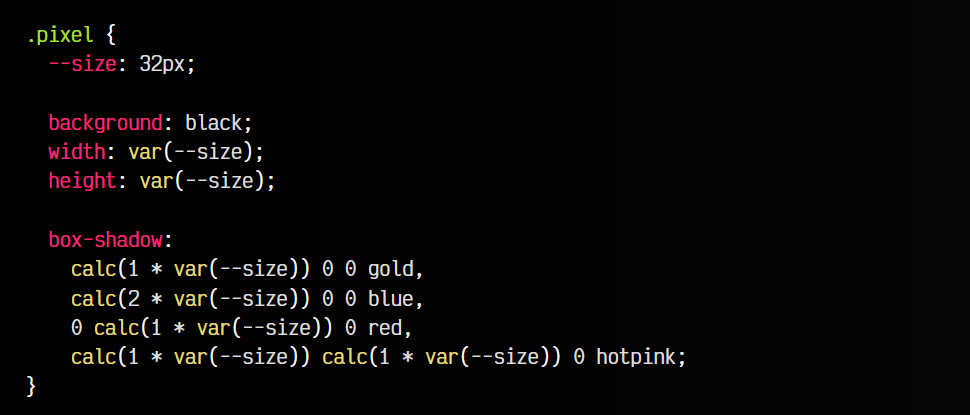 .pixel {
  --size: 32px;

  background: black;
  width: var(--size);
  height: var(--size);

  box-shadow:
    calc(1 * var(--size)) 0 0 gold,
    calc(2 * var(--size)) 0 0 blue,
    0 calc(1 * var(--size)) 0 red,
    calc(1 * var(--size)) calc(1 * var(--size)) 0 hotpink;
}